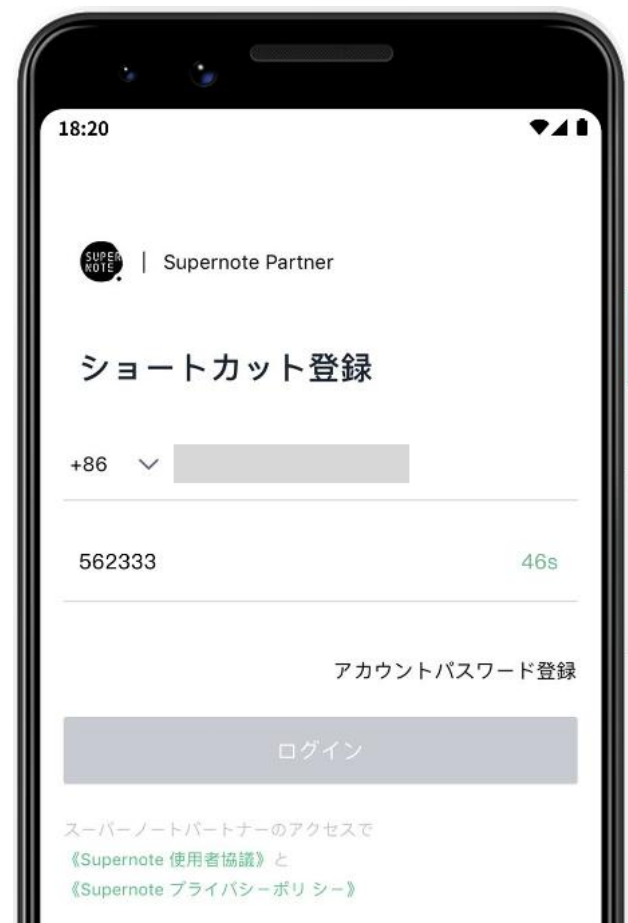 18:20
SUPER
NOTE
| Supernote Partner
ショートカット登録
+86
562333 46s
アカウントパスワード登録
ログイン
スーパーノートパートナーのアクセスで
《Supernote 使用者協議》と
《Supernote プライバシーポリ シー》